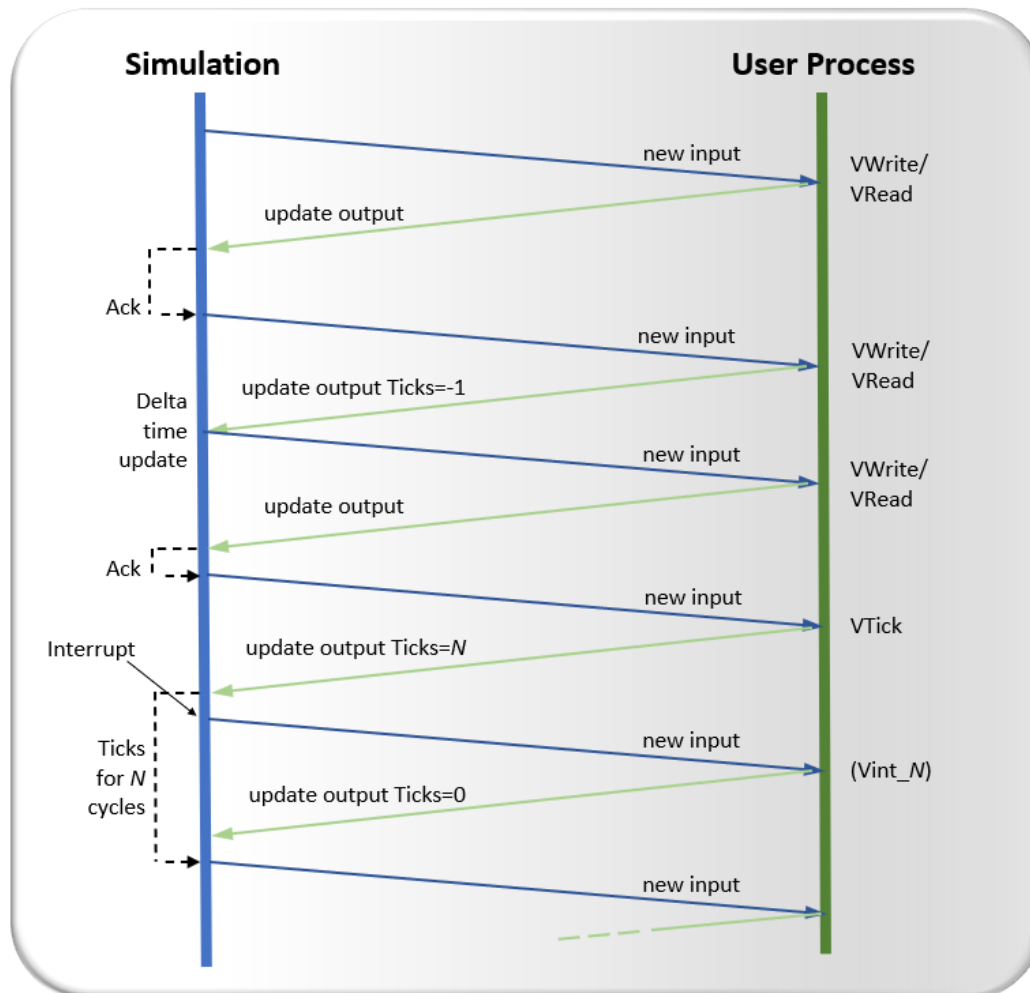 Simulation
User Process
new input
VWrite/
VRead
update output
Ack
new input
VWrite/
VRead
update output Ticks=-1
Delta
time
update
new input
VWrite/
VRead
update output
Ack
new input
VTick
update output Ticks=N
Interrupt
new input
(Vint_N)
Ticks
for N
cycles
update output Ticks=0
new input